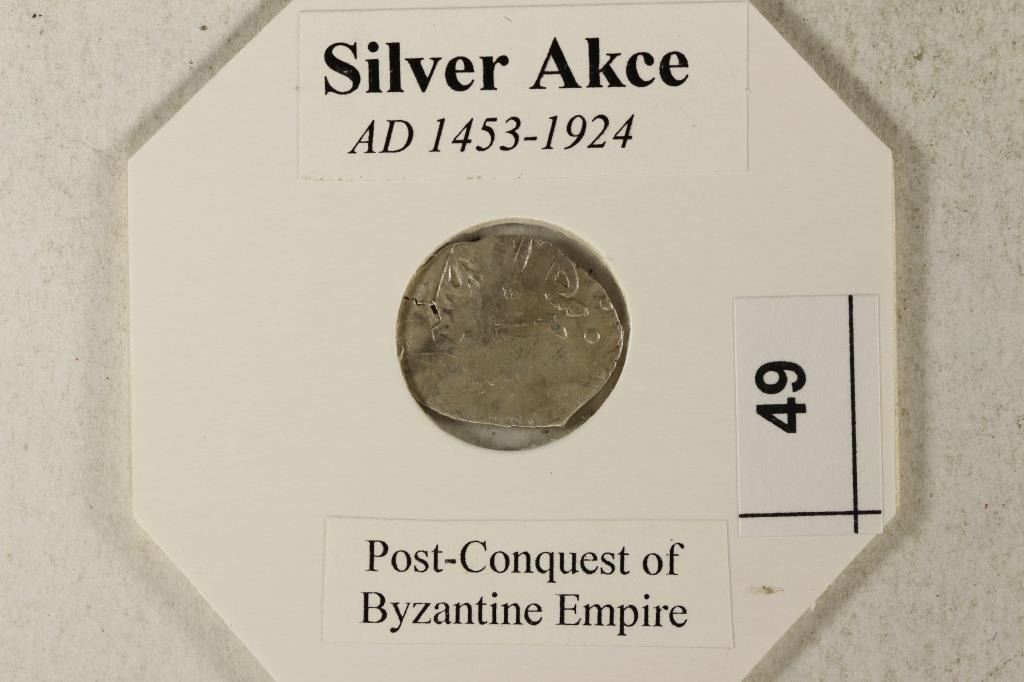 Silver Akce
AD 1453-1924
49
Post-Conquest of
Byzantine Empire